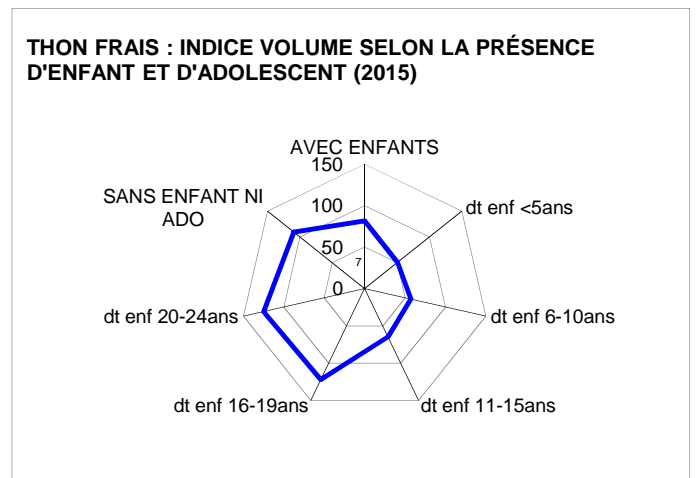 THON FRAIS : INDICE VOLUME SELON LA PRÉSENCE
D'ENFANT ET D'ADOLESCENT (2015)
AVEC ENFANTS
150
SANS ENFANT NI
ADO
dt enf <5ans
100
50
7
0
dt enf 20-24ans
dt enf 6-10ans
dt enf 16-19ans
dt enf 11-15ans